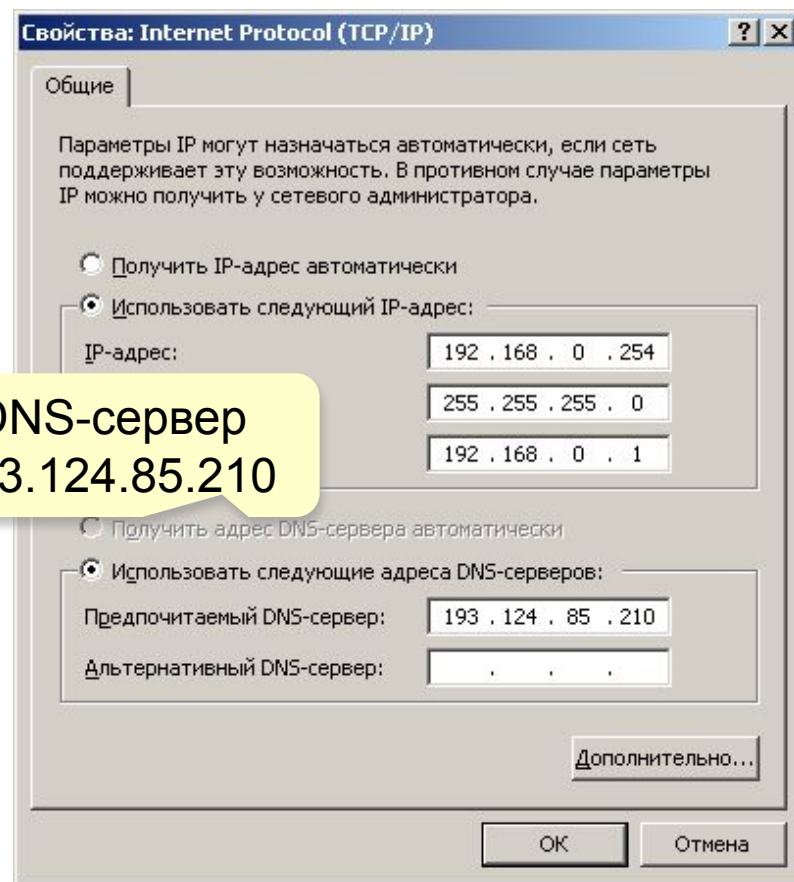 Свойства: Internet Protocol (TCP/IP)
Общие
Параметры IP могут назначаться автоматически, если сеть
поддерживает эту возможность. В противном случае параметры
IP можно получить у сетевого администратора.
Получить IP-адрес автоматически
Использовать следующий IP-адрес:
IP-адрес: 192 . 168 . 0 . 254
255 . 255 . 255 . 0
192 . 168 . 0 . 1
DNS-сервер
3.124.85.210
Получить адрес DNS-сервера автоматически
Использовать следующие адреса DNS-серверов:
Предпочитаемый DNS-сервер: 193 . 124 . 85 . 210
Альтернативный DNS-сервер: . . .
Дополнительно...
ОК Отмена